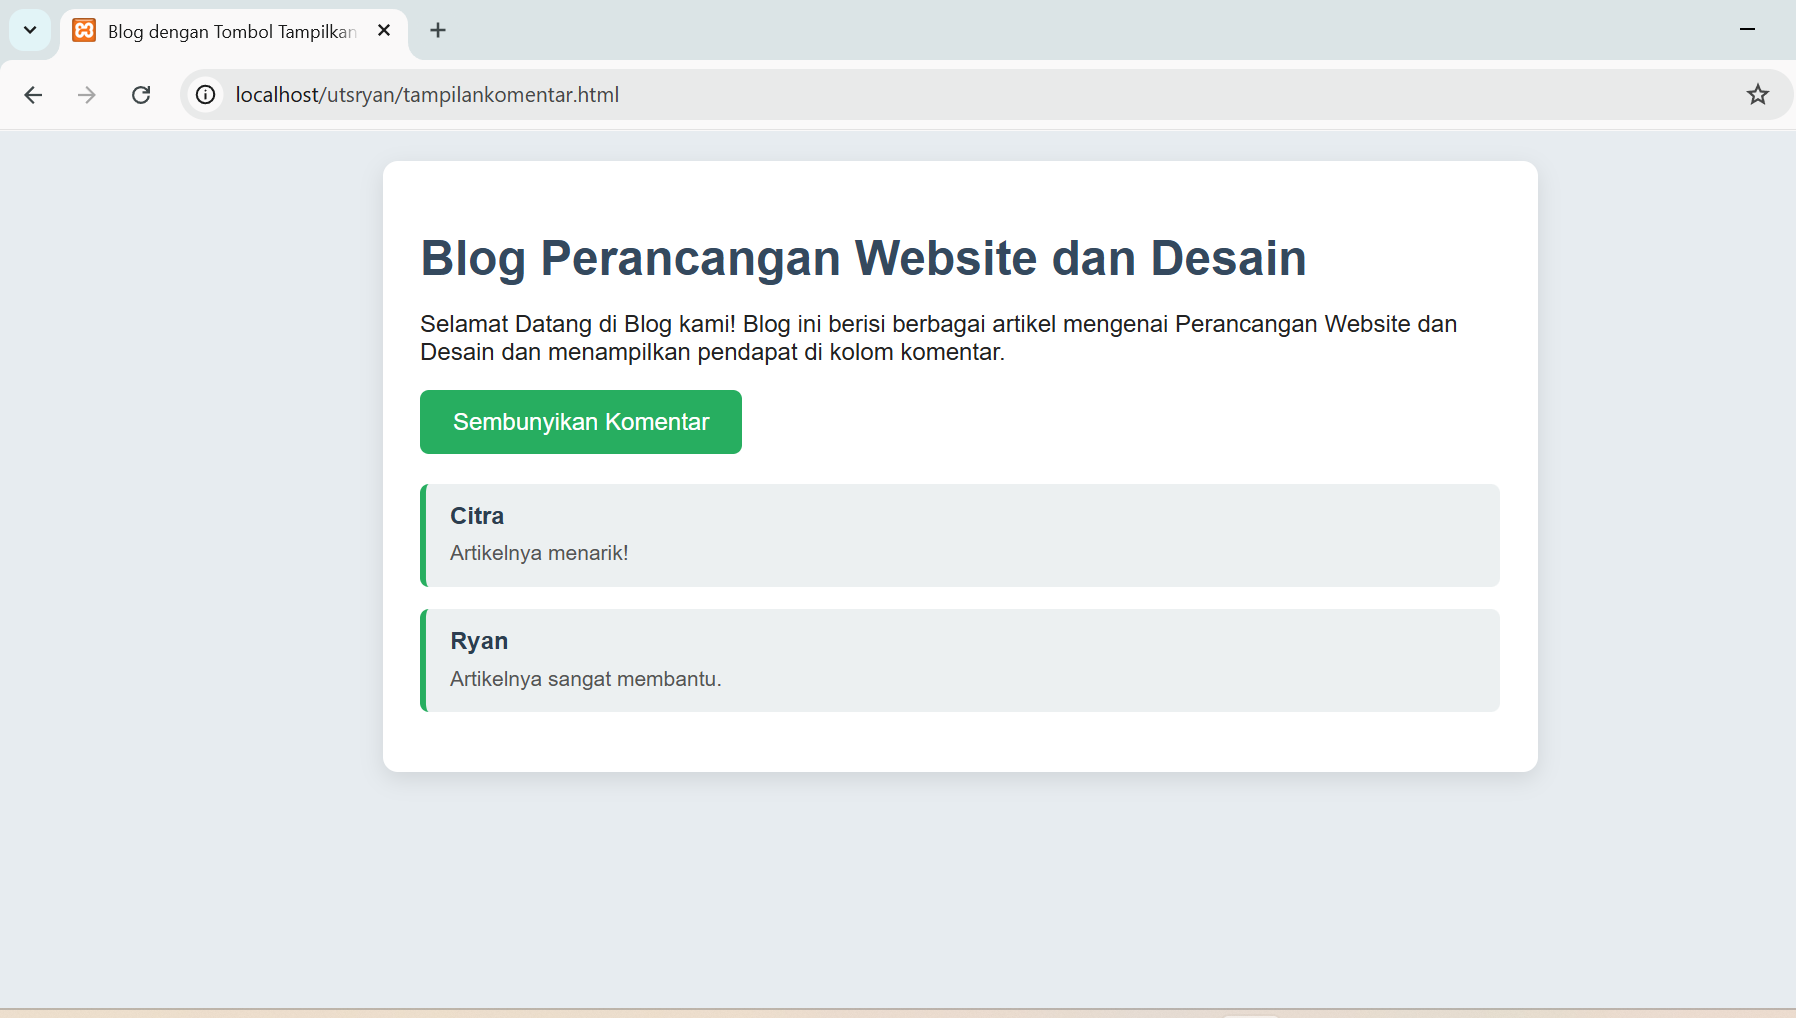 Blog dengan Tombol Tampilkan
localhost/utsryan/tampilankomentar.html
Blog Perancangan Website dan Desain
Selamat Datang di Blog kami! Blog ini berisi berbagai artikel mengenai Perancangan Website dan
Desain dan menampilkan pendapat di kolom komentar.
Sembunyikan Komentar
Citra
Artikelnya menarik!
Ryan
Artikelnya sangat membantu.